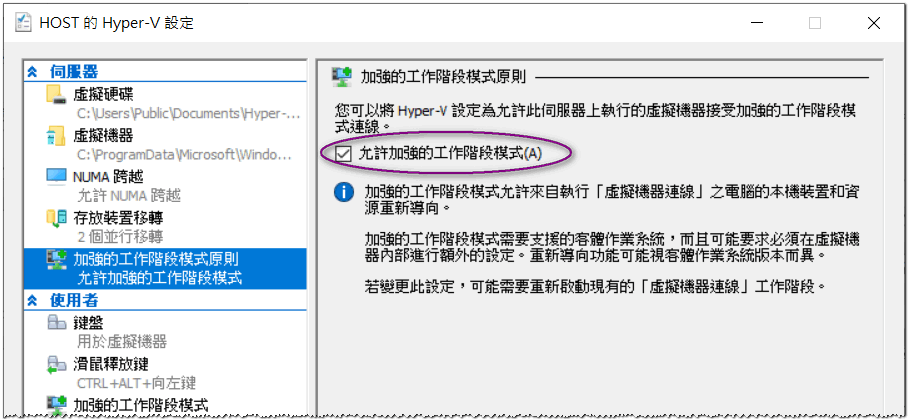 HOST 的 Hyper-V 設定
伺服器
虛擬硬碟
C:\Users\Public\Documents\Hyper-...
虛擬機器
C:\ProgramData\Microsoft\Windo...
NUMA 跨越
允許 NUMA 跨越
存放裝置移轉
2 個並行移轉
加強的工作階段模式原則
允許加強的工作階段模式
使用者
鍵盤
用於虛擬機器
滑鼠釋放鍵
CTRL+ALT+向左鍵
加強的工作階段模式
加強的工作階段模式原則
您可以將 Hyper-V 設定為允許此伺服器上執行的虛擬機器接受加強的工作階段模
式連線。
允許加強的工作階段模式(A)
加強的工作階段模式允許來自執行「虛擬機器連線」之電腦的本機裝置和資
源重新導向。
加強的工作階段模式需要支援的客體作業系統，而且可能要求必須在虛擬機
器內部進行額外的設定。重新導向功能可能視客體作業系統版本而異。
若變更此設定，可能需要重新啟動現有的「虛擬機器連線」工作階段。